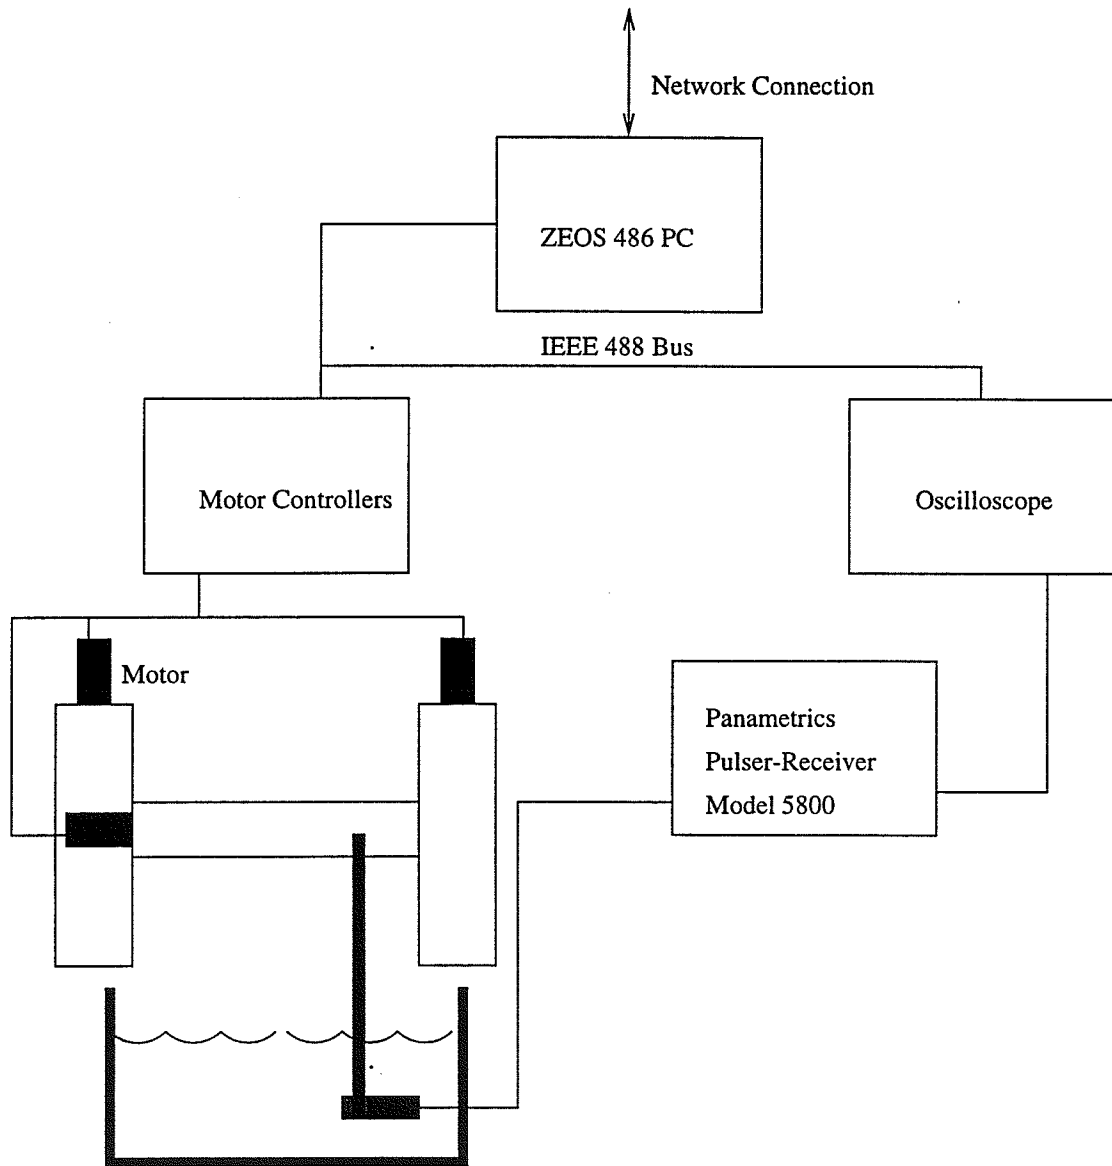 Network Connection
ZEOS 486 PC
IEEE 488 Bus
Motor Controllers
Oscilloscope
Motor
Panametrics
Pulser-Receiver
Model 5800